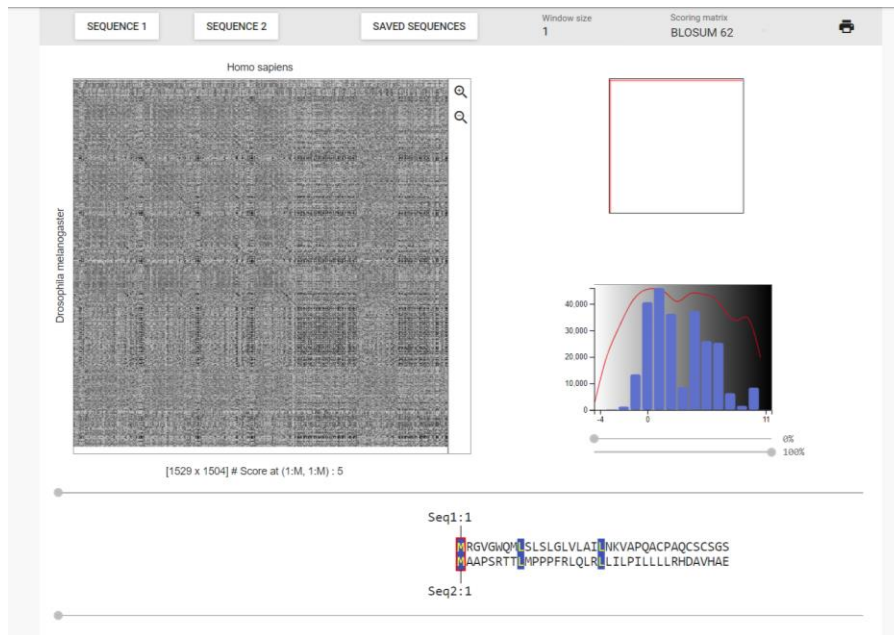 SEQUENCE 1
SEQUENCE 2
SAVED SEQUENCES
Window size
1
Scoring matrix
BLOSUM 62
Homo sapiens
Drosophila melanogaster
[1529 x 1504] # Score at (1:M, 1:M) : 5
40,000
30,000
20,000
10,000
0
-4
0
11
0%
100%
Seq1:1
MRGVGWQMLSLSLGLVLAILNKVAPQACPAQCSCSGS
MAAPSRTTLMPPPFRLQLRLLILPILLLLRHDAVHAE
Seq2:1